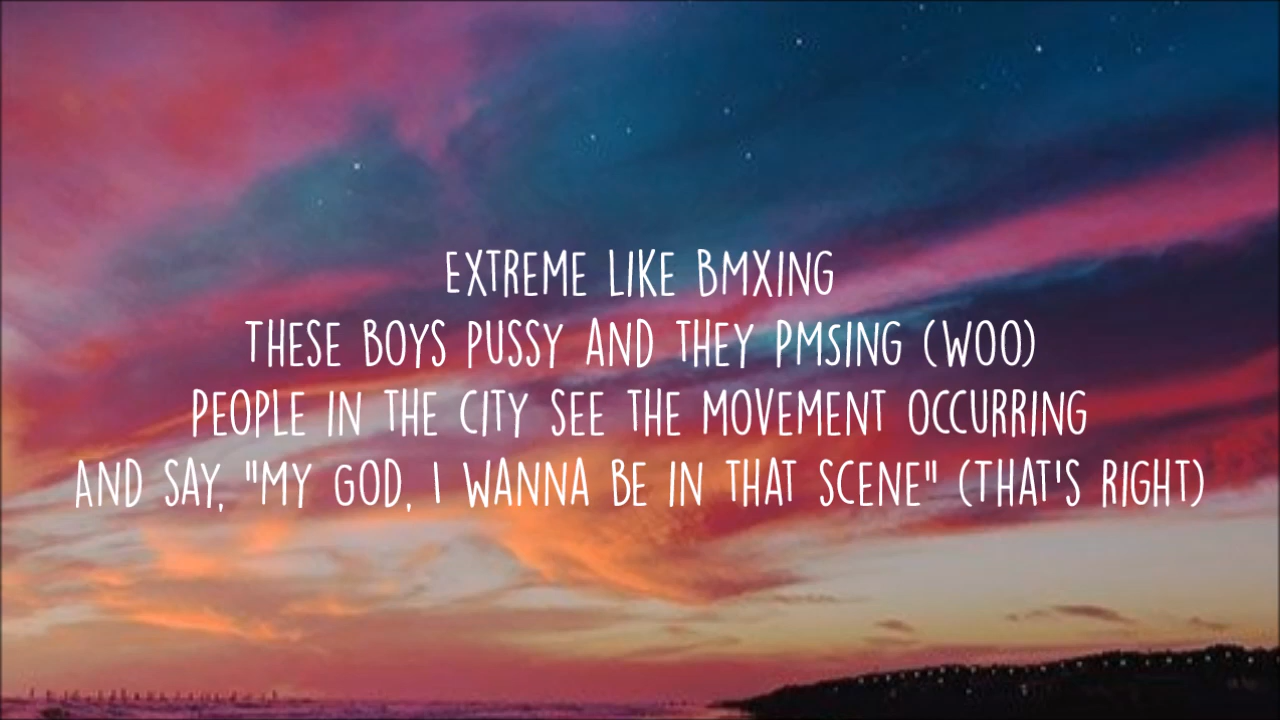 EXTREME LIKE BMXING
THESE BOYS PUSSY AND THEY PMSING (WOO)
PEOPLE IN THE CITY SEE THE MOVEMENT OCCURRING
AND SAY, "MY GOD, I WANNA BE IN THAT SCENE" (THAT'S RIGHT)